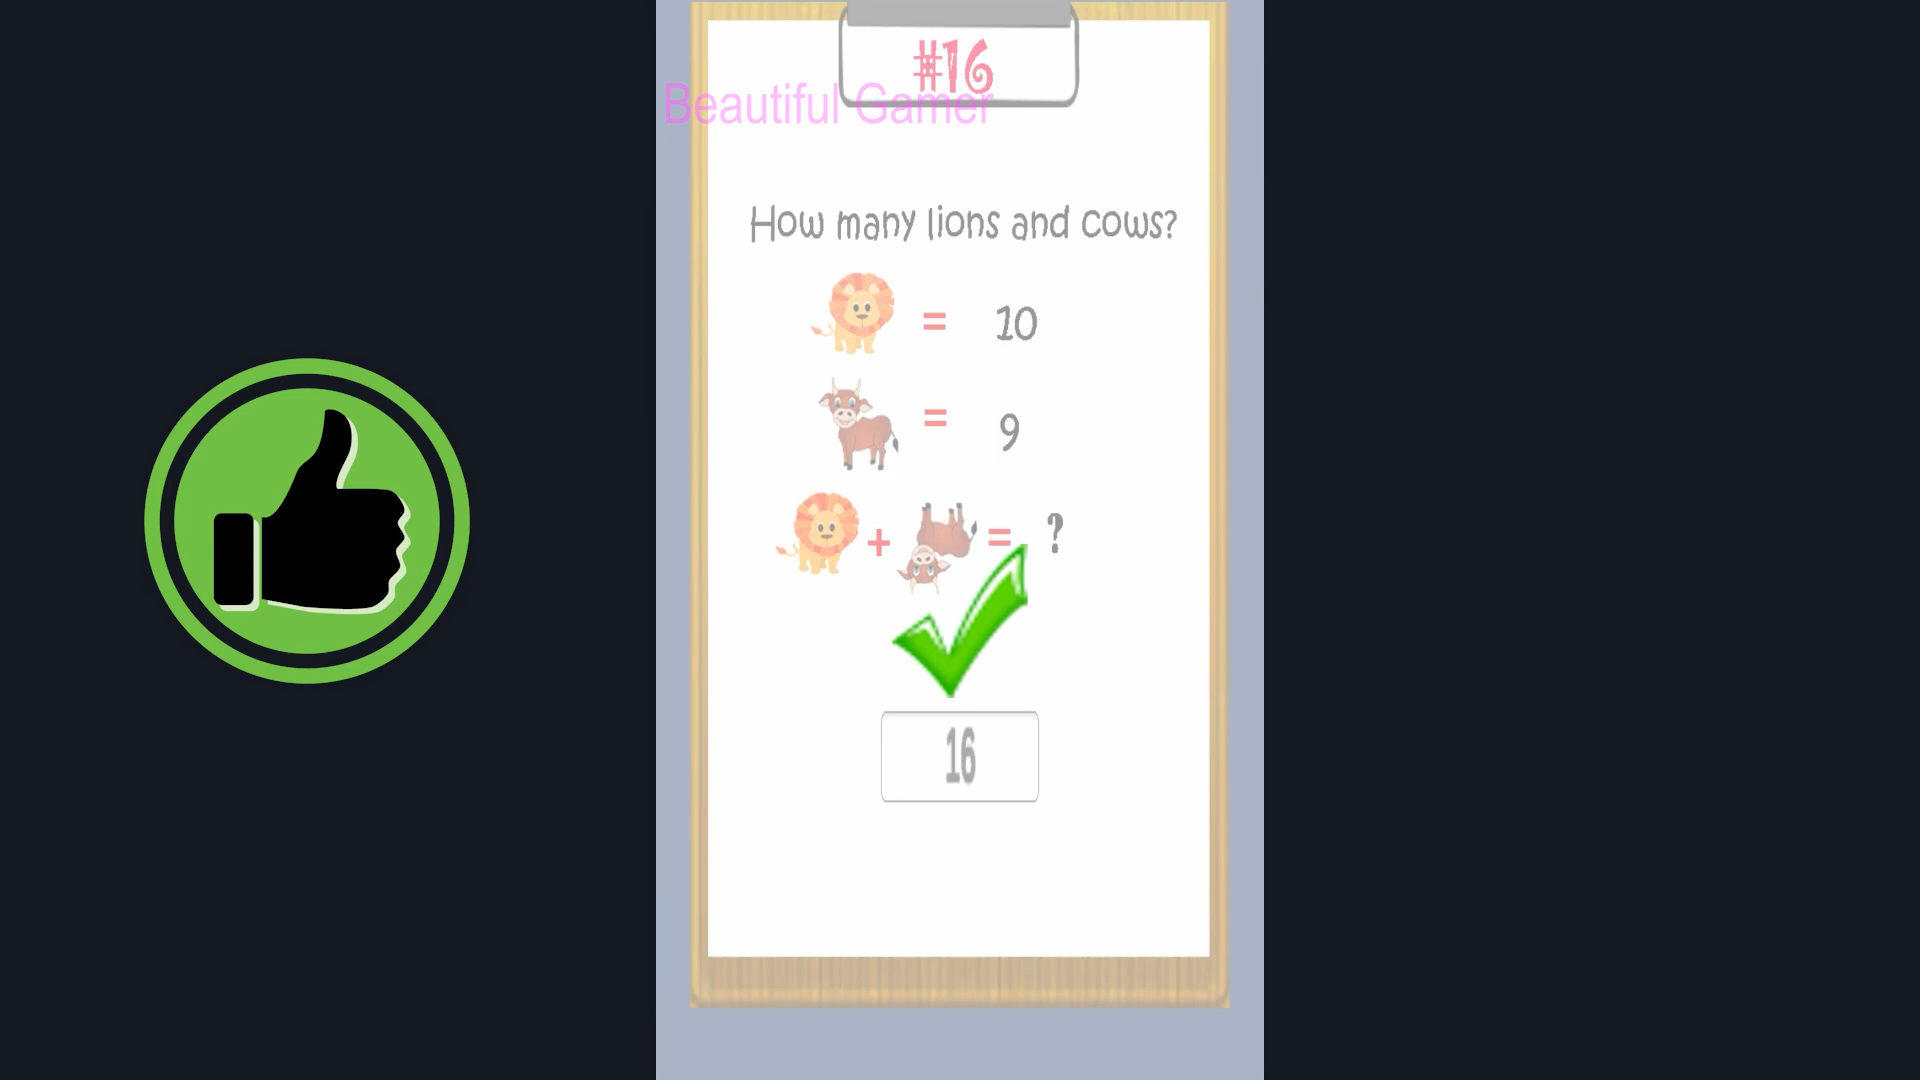 #16
Beautiful Gamer
How many lions and cows?
= 10
= 9
+ = ?
16